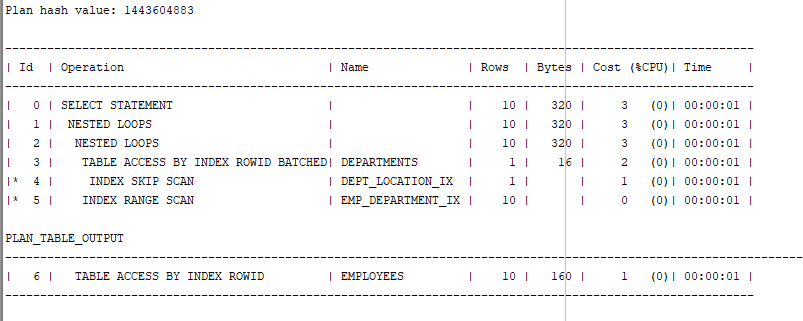 Plan hash value: 1443604883
---------------------------------------------------------------------------------------------------
| Id  | Operation                             | Name              | Rows  | Bytes | Cost (%CPU)| Time     |
---------------------------------------------------------------------------------------------------
|   0 | SELECT STATEMENT                      |                   |    10 |   320 |     3   (0)| 00:00:01 |
|   1 |  NESTED LOOPS                         |                   |    10 |   320 |     3   (0)| 00:00:01 |
|   2 |   NESTED LOOPS                        |                   |    10 |   320 |     3   (0)| 00:00:01 |
|   3 |    TABLE ACCESS BY INDEX ROWID BATCHED| DEPARTMENTS       |     1 |    16 |     2   (0)| 00:00:01 |
|*  4 |     INDEX SKIP SCAN                   | DEPT_LOCATION_IX  |     1 |       |     1   (0)| 00:00:01 |
|*  5 |    INDEX RANGE SCAN                   | EMP_DEPARTMENT_IX |    10 |       |     0   (0)| 00:00:01 |
PLAN_TABLE_OUTPUT
---------------------------------------------------------------------------------------------------
|   6 |   TABLE ACCESS BY INDEX ROWID         | EMPLOYEES         |    10 |   160 |     1   (0)| 00:00:01 |
---------------------------------------------------------------------------------------------------